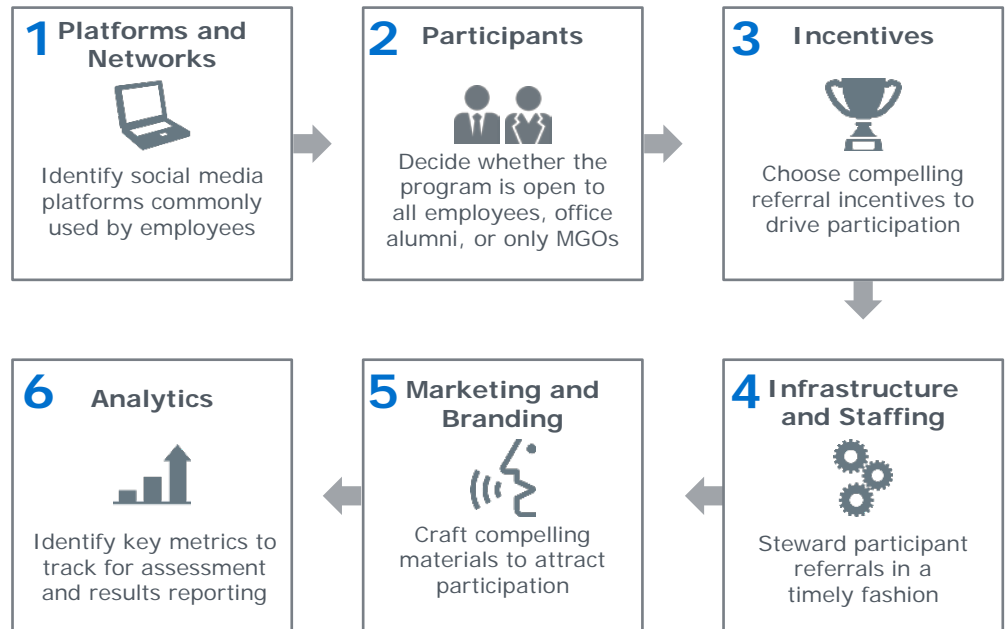 1 Platforms and
Networks
Identify social media
platforms commonly
used by employees
2 Participants
Decide whether the
program is open to
all employees, office
alumni, or only MGOs
3 Incentives
Choose compelling
referral incentives to
drive participation
4 Infrastructure
and Staffing
Steward participant
referrals in a
timely fashion
5 Marketing and
Branding
Craft compelling
materials to attract
participation
6 Analytics
Identify key metrics to
track for assessment
and results reporting